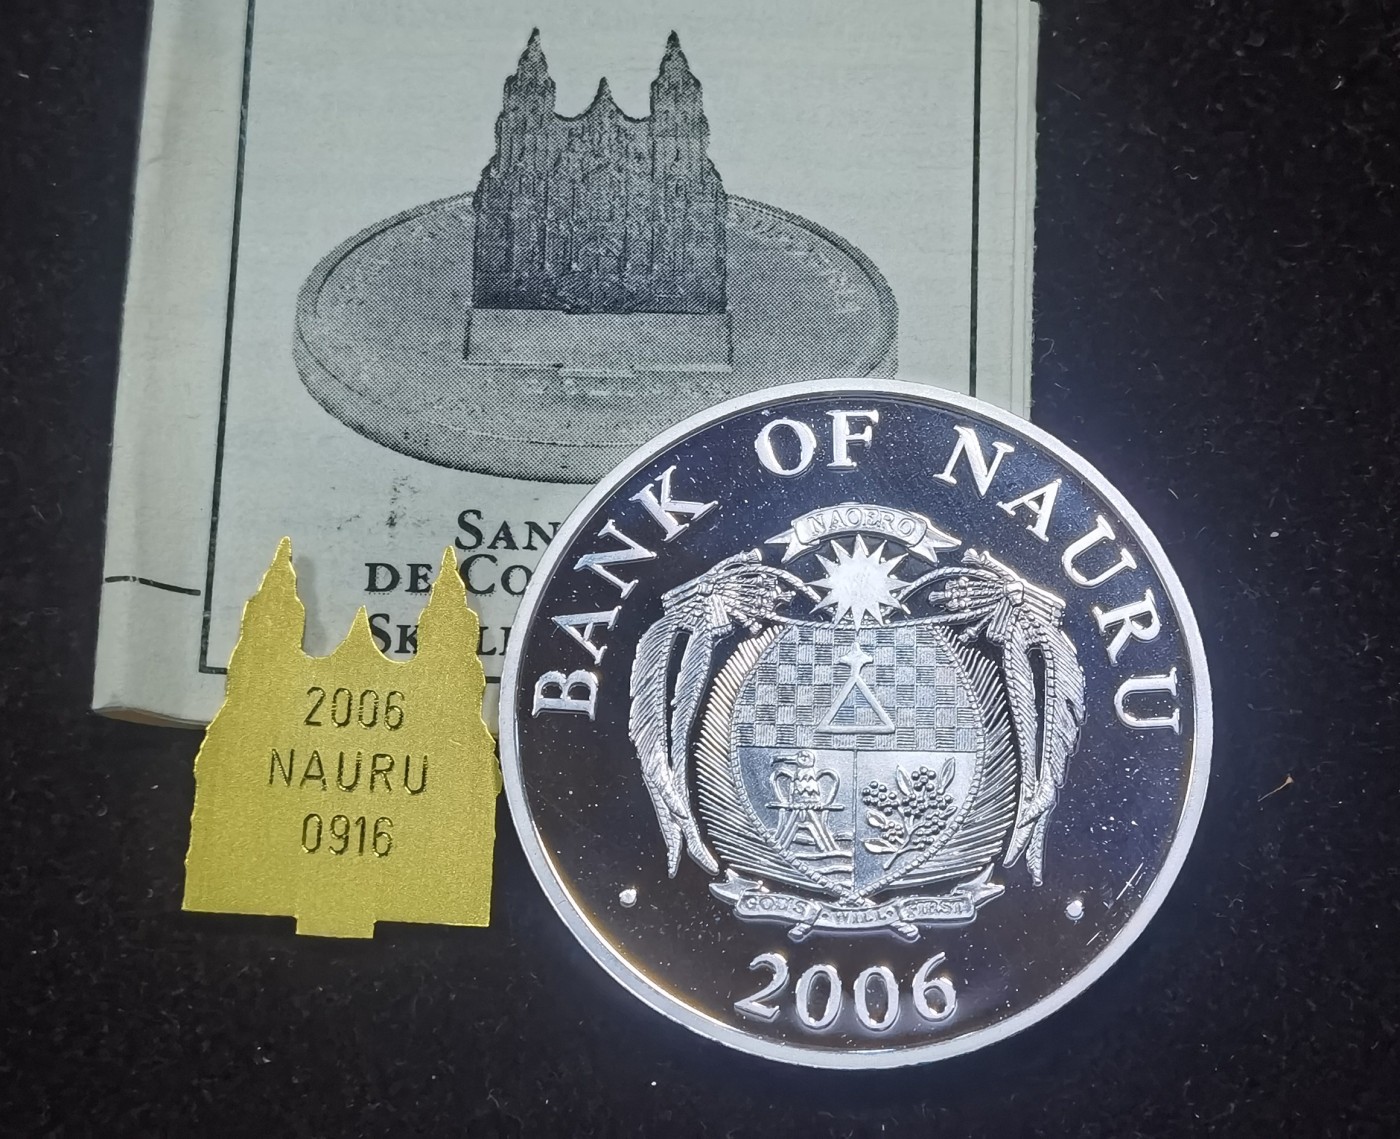 SAN
DE CO
SK
2006
NAURU
0916
BANK OF NAURU
NAOERO
GOD'S WILL FIRST
2006